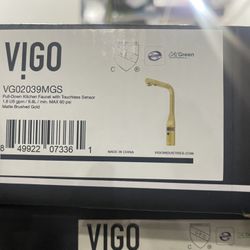 VIGO
VG02039MGS
Pull-Down Kitchen Faucet with Touchless Sensor
1.8 US gpm / 6.8L / min. MAX 60 psi
Matte Brushed Gold
Green
MADE IN CHINA
VIGOINDUSTRIES.COM
8 49922 07336 1
VIGO